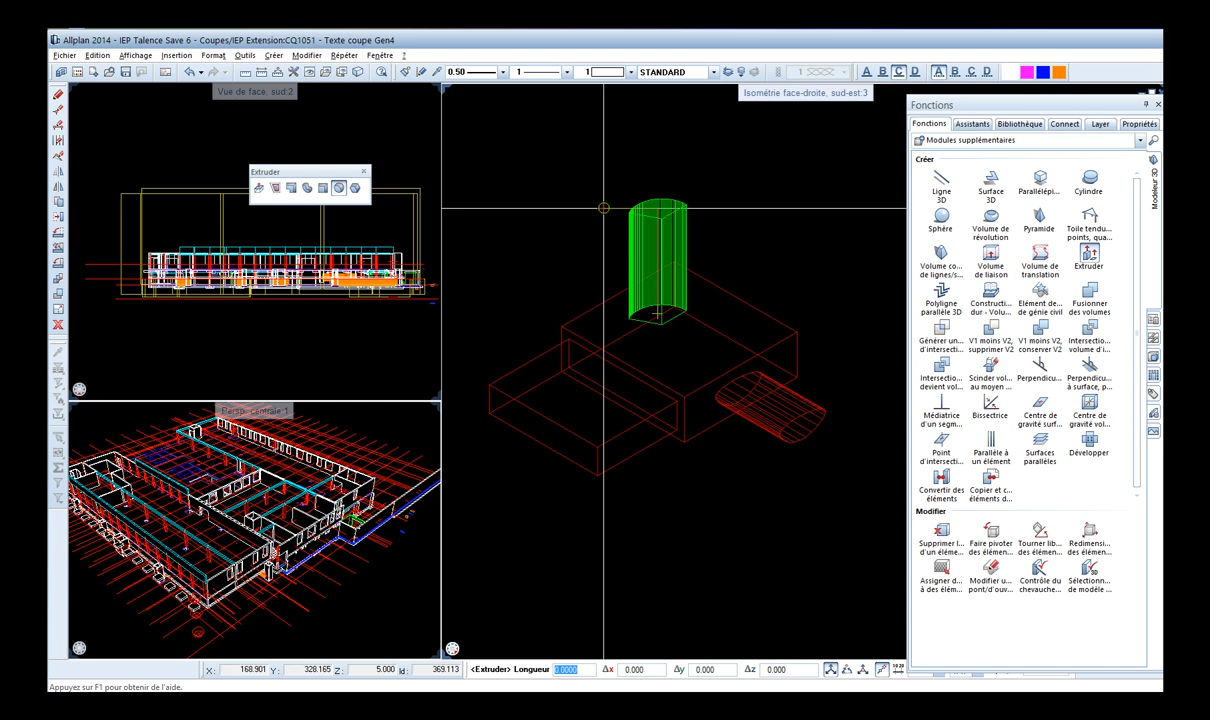 Allplan 2014 - IEP Talence Save 6 - Coupes/IEP Extension:CQ1051 - Texte coupe Gen4
Fichier Edition Affichage Insertion Format Outils Créer Modifier Répéter Fenêtre ?
0.50 1 1 STANDARD 1 A B C D A B C D
Vue de face, sud:2
Isométrie face-droite, sud-est:3
Extruder
Persp. centrale:1
Fonctions
Fonctions Assistants Bibliothèque Connect Layer Propriétés
Modules supplémentaires
Modeleur 3D
Créer
Ligne 3D
Surface 3D
Parallélépi...
Cylindre
Sphère
Volume de révolution
Pyramide
Toile tendu... points, qua...
Volume co... de lignes/s...
Volume de liaison
Volume de translation
Extruder
Polyligne parallèle 3D
Constructi... dur - Volu...
Elément de... de génie civil
Fusionner des volumes
Générer un... d'intersecti...
V1 moins V2, supprimer V2
V1 moins V2, conserver V2
Intersectio... volume d'i...
Intersectio... devient vol...
Scinder vol... au moyen ...
Perpendicu...
Perpendicu... à surface, p...
Médiatrice d'un segm...
Bissectrice
Centre de gravité surf...
Centre de gravité vol...
Point d'intersecti...
Parallèle à un élément
Surfaces parallèles
Développer
Convertir des éléments
Copier et c... éléments d...
Modifier
Supprimer l... d'un éléme...
Faire pivoter des élémen...
Tourner lib... des élémen...
Redimensi... des élémen...
Assigner d... à des élém...
Modifier u... pont/d'ouv...
Contrôle du chevauche...
Sélectionn... de modèle ...
X: 168.901 Y: 328.165 Z: 5.000 Id: 369.113
<Extruder> Longueur 0.0000 Δx 0.000 Δy 0.000 Δz 0.000
Appuyez sur F1 pour obtenir de l'aide.